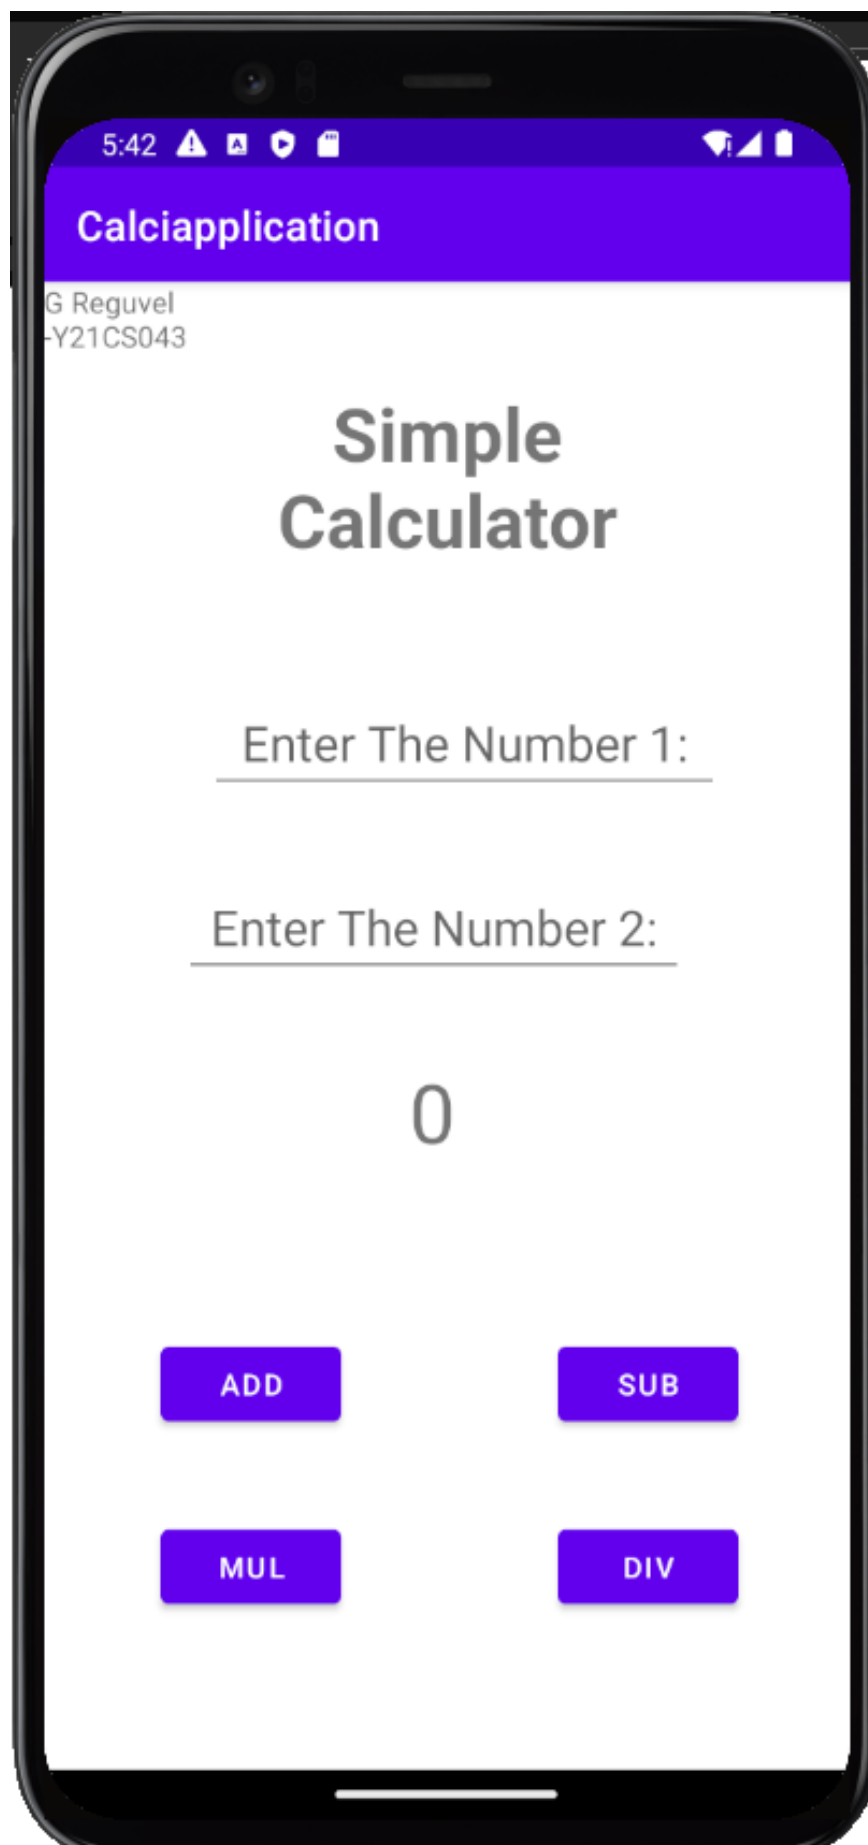 5:42
Calciapplication
G Reguvel
-Y21CS043
Simple
Calculator
Enter The Number 1:
Enter The Number 2:
0
ADD SUB
MUL DIV